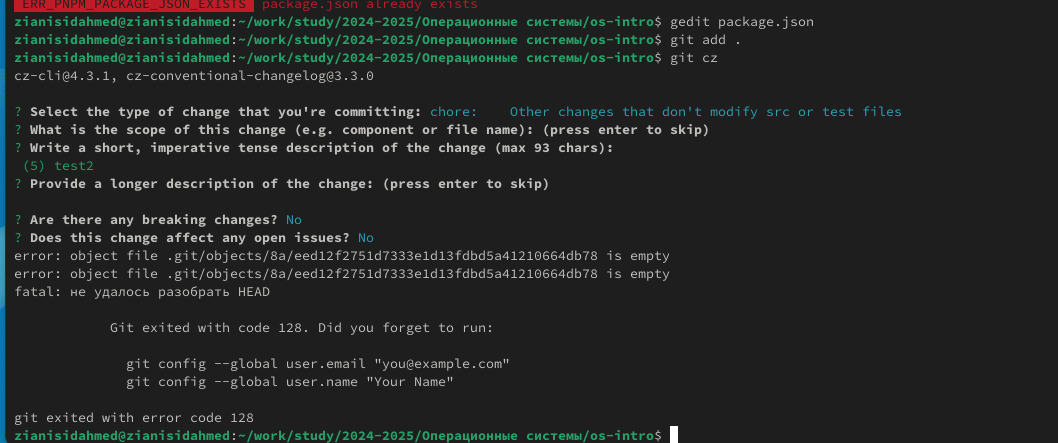 ERR_PNPM_PACKAGE_JSON_EXISTS package.json already exists
zianisidahmed@zianisidahmed:~/work/study/2024-2025/Операционные системы/os-intro$ gedit package.json
zianisidahmed@zianisidahmed:~/work/study/2024-2025/Операционные системы/os-intro$ git add .
zianisidahmed@zianisidahmed:~/work/study/2024-2025/Операционные системы/os-intro$ git cz
cz-cli@4.3.1, cz-conventional-changelog@3.3.0
? Select the type of change that you're committing: chore:    Other changes that don't modify src or test files
? What is the scope of this change (e.g. component or file name): (press enter to skip)
? Write a short, imperative tense description of the change (max 93 chars):
(5) test2
? Provide a longer description of the change: (press enter to skip)
? Are there any breaking changes? No
? Does this change affect any open issues? No
error: object file .git/objects/8a/eed12f2751d7333e1d13fdbd5a41210664db78 is empty
error: object file .git/objects/8a/eed12f2751d7333e1d13fdbd5a41210664db78 is empty
fatal: не удалось разобрать HEAD
Git exited with code 128. Did you forget to run:
git config --global user.email "you@example.com"
git config --global user.name "Your Name"
git exited with error code 128
zianisidahmed@zianisidahmed:~/work/study/2024-2025/Операционные системы/os-intro$